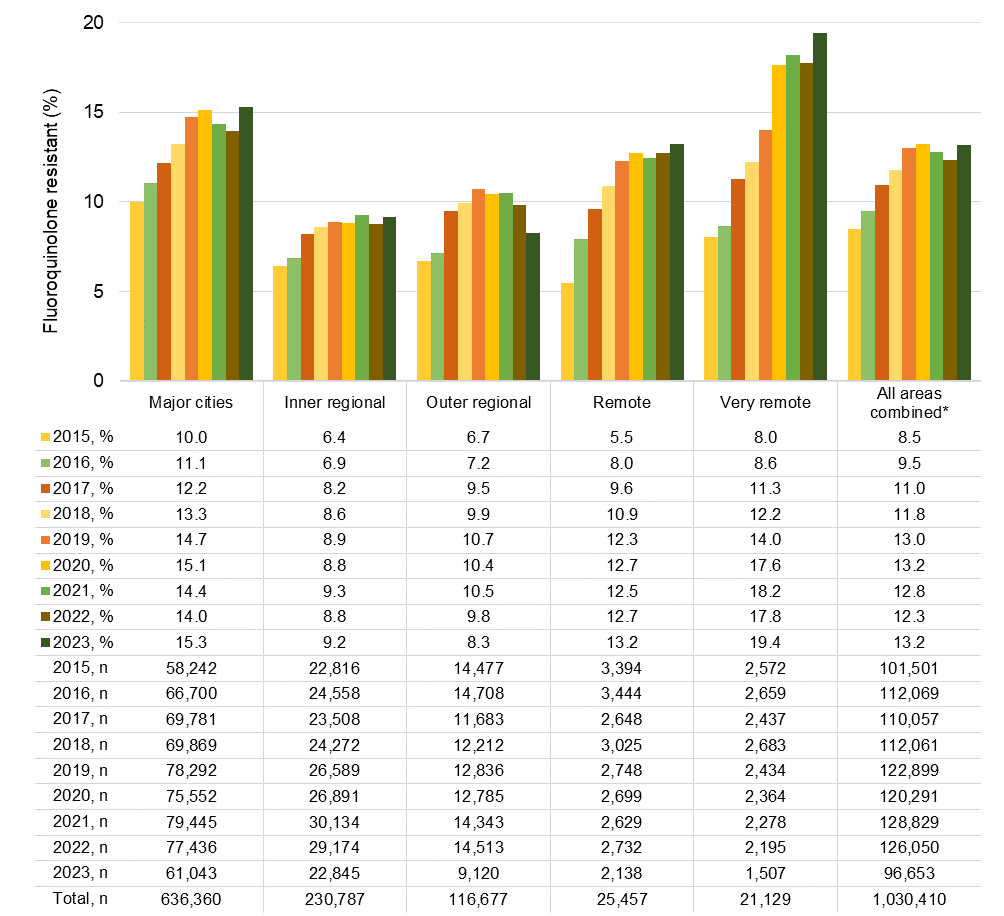 Fluoroquinolone resistant (%)
20
15
10
5
0
Major cities Inner regional Outer regional Remote Very remote All areas combined*
2015, % 10.0 6.4 6.7 5.5 8.0 8.5
2016, % 11.1 6.9 7.2 8.0 8.6 9.5
2017, % 12.2 8.2 9.5 9.6 11.3 11.0
2018, % 13.3 8.6 9.9 10.9 12.2 11.8
2019, % 14.7 8.9 10.7 12.3 14.0 13.0
2020, % 15.1 8.8 10.4 12.7 17.6 13.2
2021, % 14.4 9.3 10.5 12.5 18.2 12.8
2022, % 14.0 8.8 9.8 12.7 17.8 12.3
2023, % 15.3 9.2 8.3 13.2 19.4 13.2
2015, n 58,242 22,816 14,477 3,394 2,572 101,501
2016, n 66,700 24,558 14,708 3,444 2,659 112,069
2017, n 69,781 23,508 11,683 2,648 2,437 110,057
2018, n 69,869 24,272 12,212 3,025 2,683 112,061
2019, n 78,292 26,589 12,836 2,748 2,434 122,899
2020, n 75,552 26,891 12,785 2,699 2,364 120,291
2021, n 79,445 30,134 14,343 2,629 2,278 128,829
2022, n 77,436 29,174 14,513 2,732 2,195 126,050
2023, n 61,043 22,845 9,120 2,138 1,507 96,653
Total, n 636,360 230,787 116,677 25,457 21,129 1,030,410